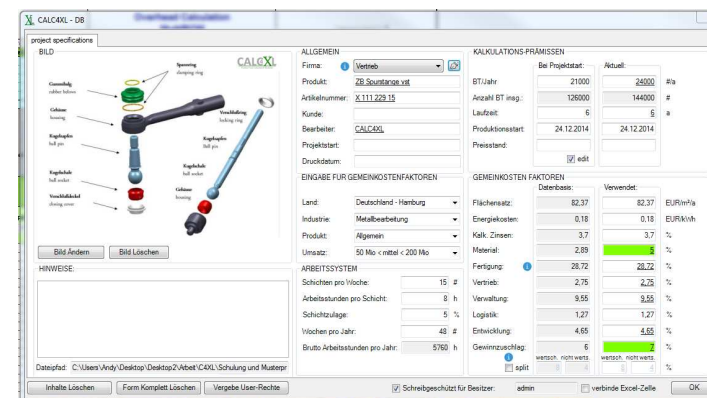 CALC4XL - DB
project specifications
BILD
CALCXL
Spannring
clamping ring
Gummibalg
rubber bellows
Gehäuse
housing
Verschlußring
locking ring
Kugelzapfen
ball pin
Kugelzapfen
ball pin
Kugelschale
ball socket
Kugelschale
ball socket
Verschlußdeckel
closing cover
Gehäuse
housing
Bild Ändern Bild Löschen
HINWEISE:
Dateipfad: C:\Users\Andy\Desktop\Desktop2\Arbeit\C4XL\Schulung und Musterpr
ALLGEMEIN
Firma: Vertrieb
Produkt: ZB Spurstange vst
Artikelnummer: X 111 229 15
Kunde:
Bearbeiter: CALC4XL
Projektstart:
Druckdatum:
EINGABE FÜR GEMEINKOSTENFAKTOREN
Land: Deutschland - Hamburg
Industrie: Metallbearbeitung
Produkt: Allgemein
Umsatz: 50 Mio < mittel < 200 Mio
ARBEITSSYSTEM
Schichten pro Woche: 15 #
Arbeitsstunden pro Schicht: 8 h
Schichtzulage: 5 %
Wochen pro Jahr: 48 #
Brutto Arbeitsstunden pro Jahr: 5760 h
KALKULATIONS-PRÄMISSEN
Bei Projektstart: Aktuell:
BT/Jahr 21000 24000 #/a
Anzahl BT insg.: 126000 144000 #
Laufzeit: 6 6 a
Produktionsstart: 24.12.2014 24.12.2014
Preisstand:
edit
GEMEINKOSTEN FAKTOREN
Datenbasis: Verwendet:
Flächensatz: 82,37 82,37 EUR/m²/a
Energiekosten: 0,18 0,18 EUR/kWh
Kalk. Zinsen: 3,7 3,7 %
Material: 2,89 5 %
Fertigung: 28,72 28,72 %
Vertrieb: 2,75 2,75 %
Verwaltung: 9,55 9,55 %
Logistik: 1,27 1,27 %
Entwicklung: 4,65 4,65 %
Gewinnzuschlag: 6 7 %
wertsch. nicht werts. wertsch. nicht werts.
split %
Inhalte Löschen Form Komplett Löschen Vergebe User-Rechte Schreibgeschützt für Besitzer: admin verbinde Excel-Zelle OK